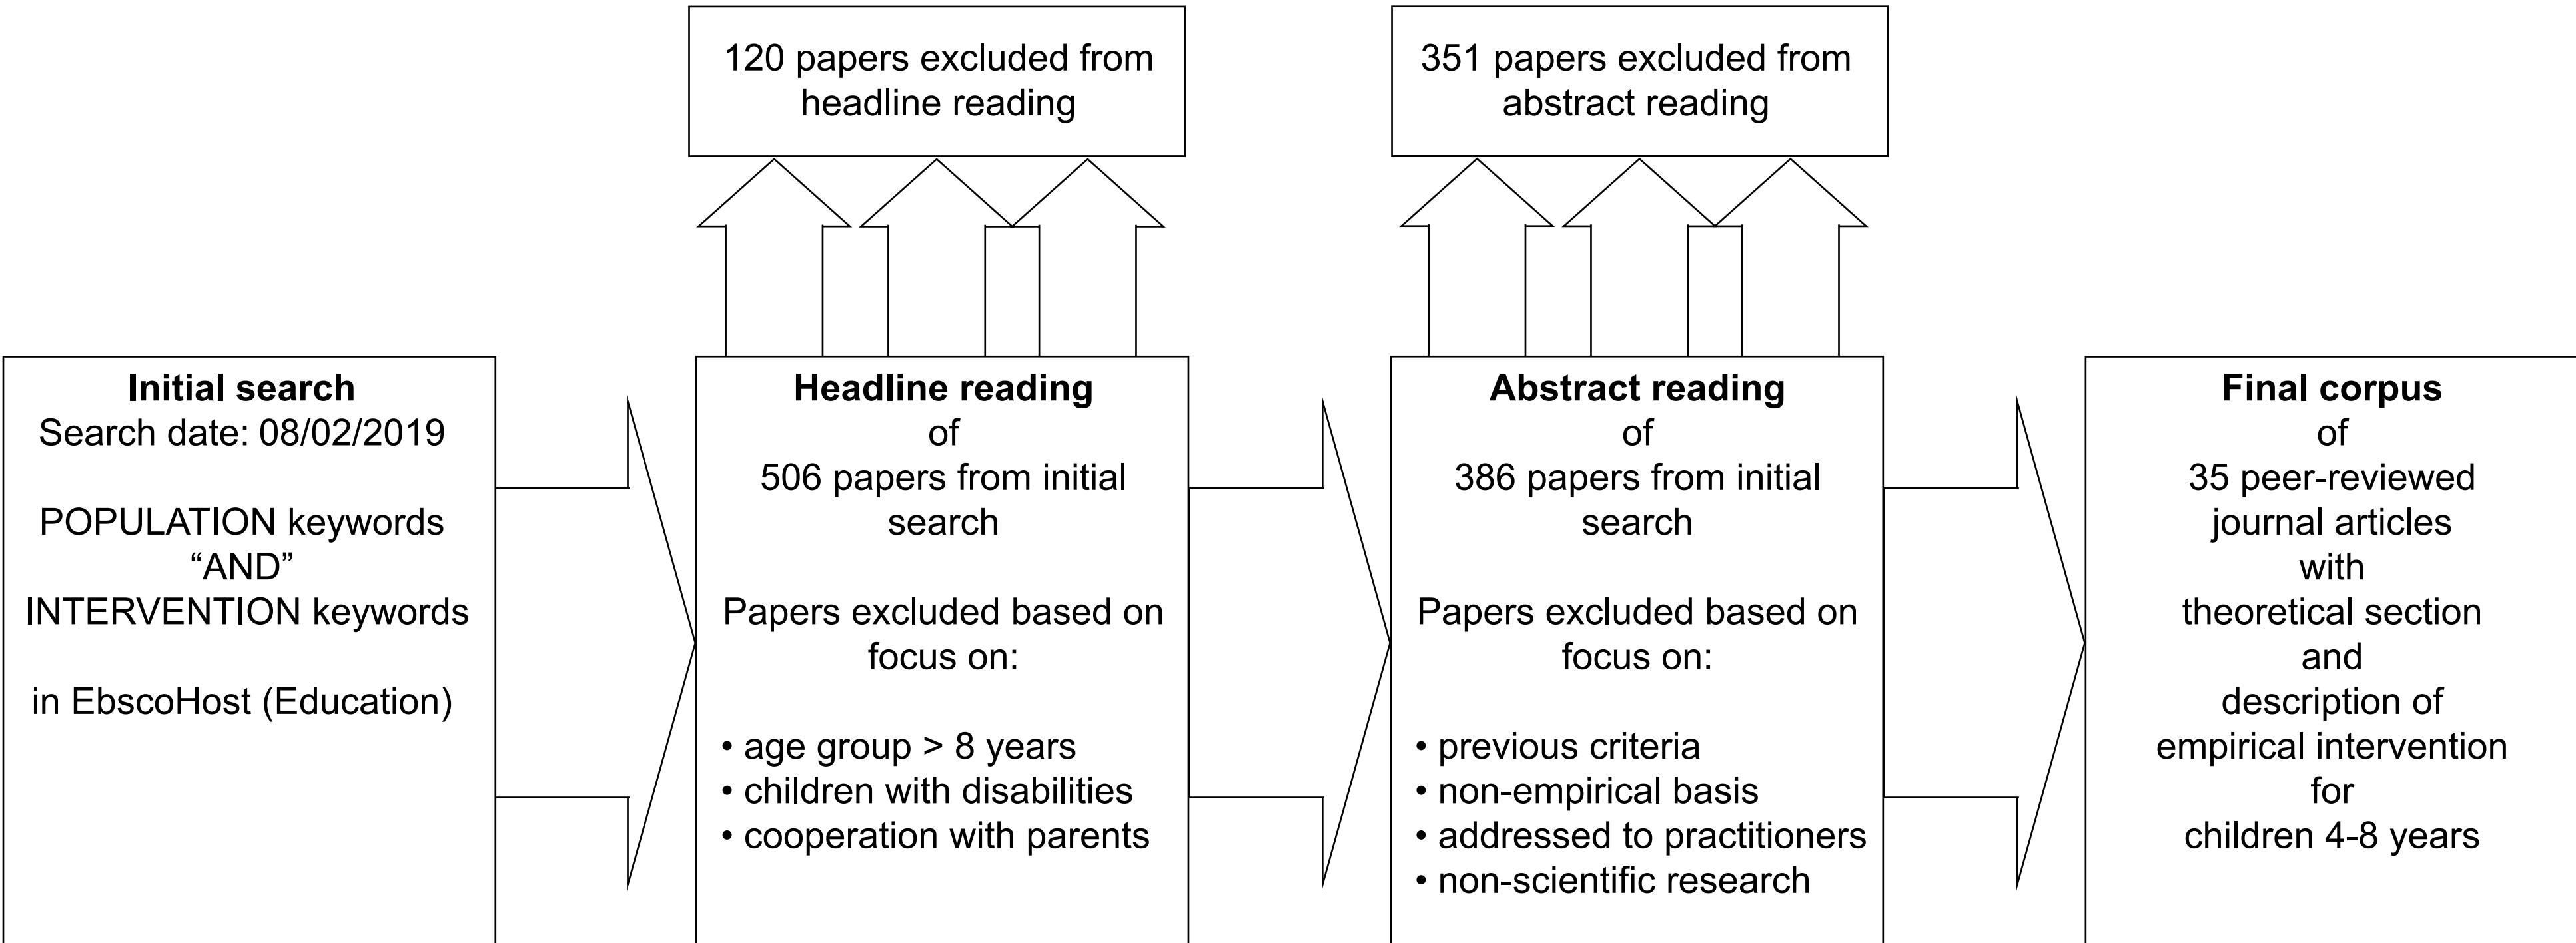 120 papers excluded from
headline reading
351 papers excluded from
abstract reading
Initial search
Search date: 08/02/2019
POPULATION keywords
“AND”
INTERVENTION keywords
in EbscoHost (Education)
Headline reading
of
506 papers from initial
search
Papers excluded based on
focus on:
• age group > 8 years
• children with disabilities
• cooperation with parents
Abstract reading
of
386 papers from initial
search
Papers excluded based on
focus on:
• previous criteria
• non-empirical basis
• addressed to practitioners
• non-scientific research
Final corpus
of
35 peer-reviewed
journal articles
with
theoretical section
and
description of
empirical intervention
for
children 4-8 years